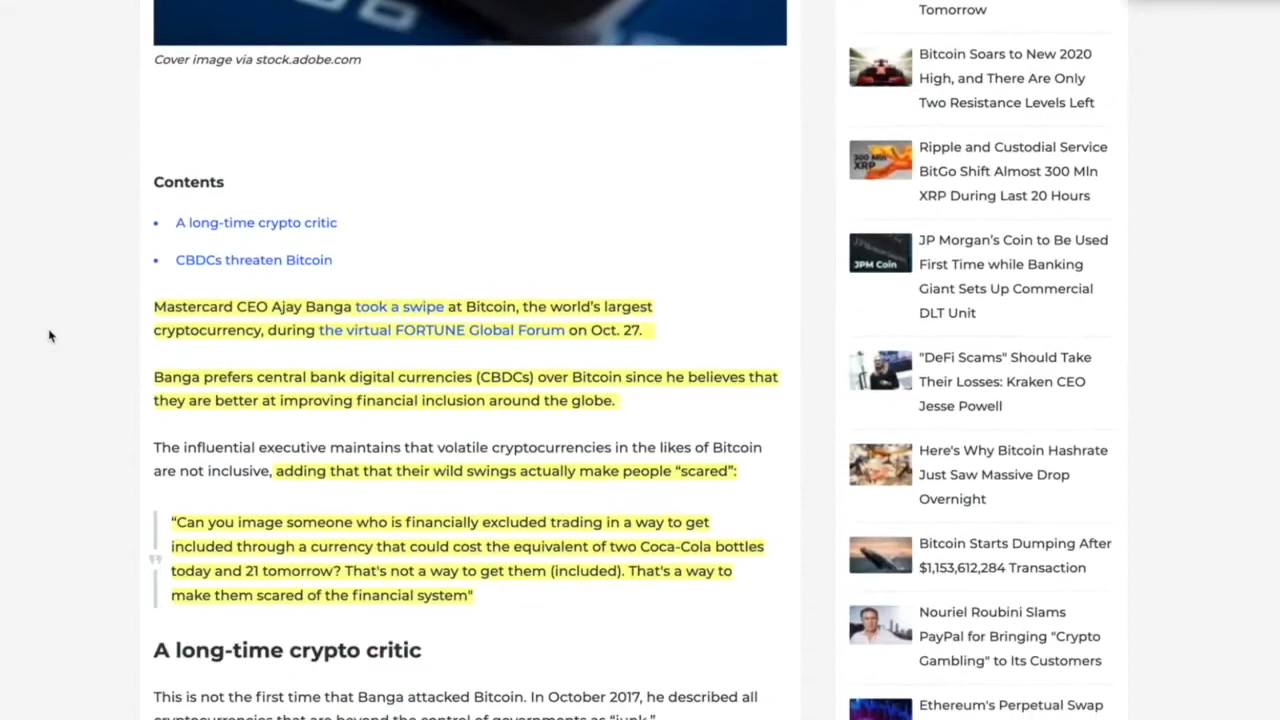 Cover image via stock.adobe.com
Contents
• A long-time crypto critic
• CBDCs threaten Bitcoin
Mastercard CEO Ajay Banga took a swipe at Bitcoin, the world's largest
cryptocurrency, during the virtual FORTUNE Global Forum on Oct. 27.
Banga prefers central bank digital currencies (CBDCs) over Bitcoin since he believes that
they are better at improving financial inclusion around the globe.
The influential executive maintains that volatile cryptocurrencies in the likes of Bitcoin
are not inclusive, adding that that their wild swings actually make people “scared”:
“Can you image someone who is financially excluded trading in a way to get
included through a currency that could cost the equivalent of two Coca-Cola bottles
today and 21 tomorrow? That's not a way to get them (included). That's a way to
make them scared of the financial system"
A long-time crypto critic
This is not the first time that Banga attacked Bitcoin. In October 2017, he described all
cryptocurrencies that are beyond the control of governments as “junk.”
Tomorrow
Bitcoin Soars to New 2020
High, and There Are Only
Two Resistance Levels Left
300 Mln
XRP
Ripple and Custodial Service
BitGo Shift Almost 300 Mln
XRP During Last 20 Hours
JPM Coin
JP Morgan’s Coin to Be Used
First Time while Banking
Giant Sets Up Commercial
DLT Unit
"DeFi Scams" Should Take
Their Losses: Kraken CEO
Jesse Powell
Here's Why Bitcoin Hashrate
Just Saw Massive Drop
Overnight
Bitcoin Starts Dumping After
$1,153,612,284 Transaction
Nouriel Roubini Slams
PayPal for Bringing "Crypto
Gambling" to Its Customers
Ethereum's Perpetual Swap